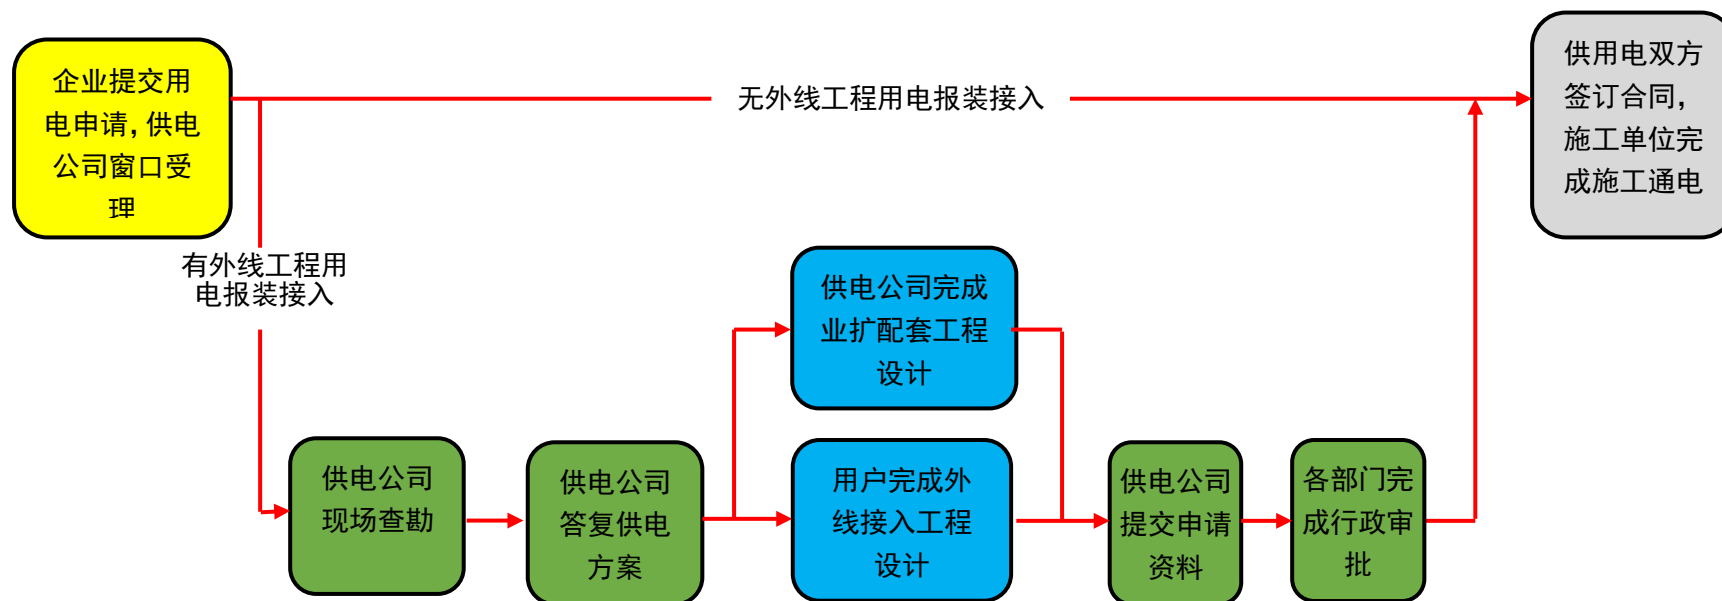 企业提交用
电申请，供电
公司窗口受
理
无外线工程用电报装接入
供用电双方
签订合同，
施工单位完
成施工通电
有外线工程用
电报装接入
供电公司完成
业扩配套工程
设计
供电公司
现场查勘
供电公司
答复供电
方案
用户完成外
线接入工程
设计
供电公司
提交申请
资料
各部门完
成行政审
批